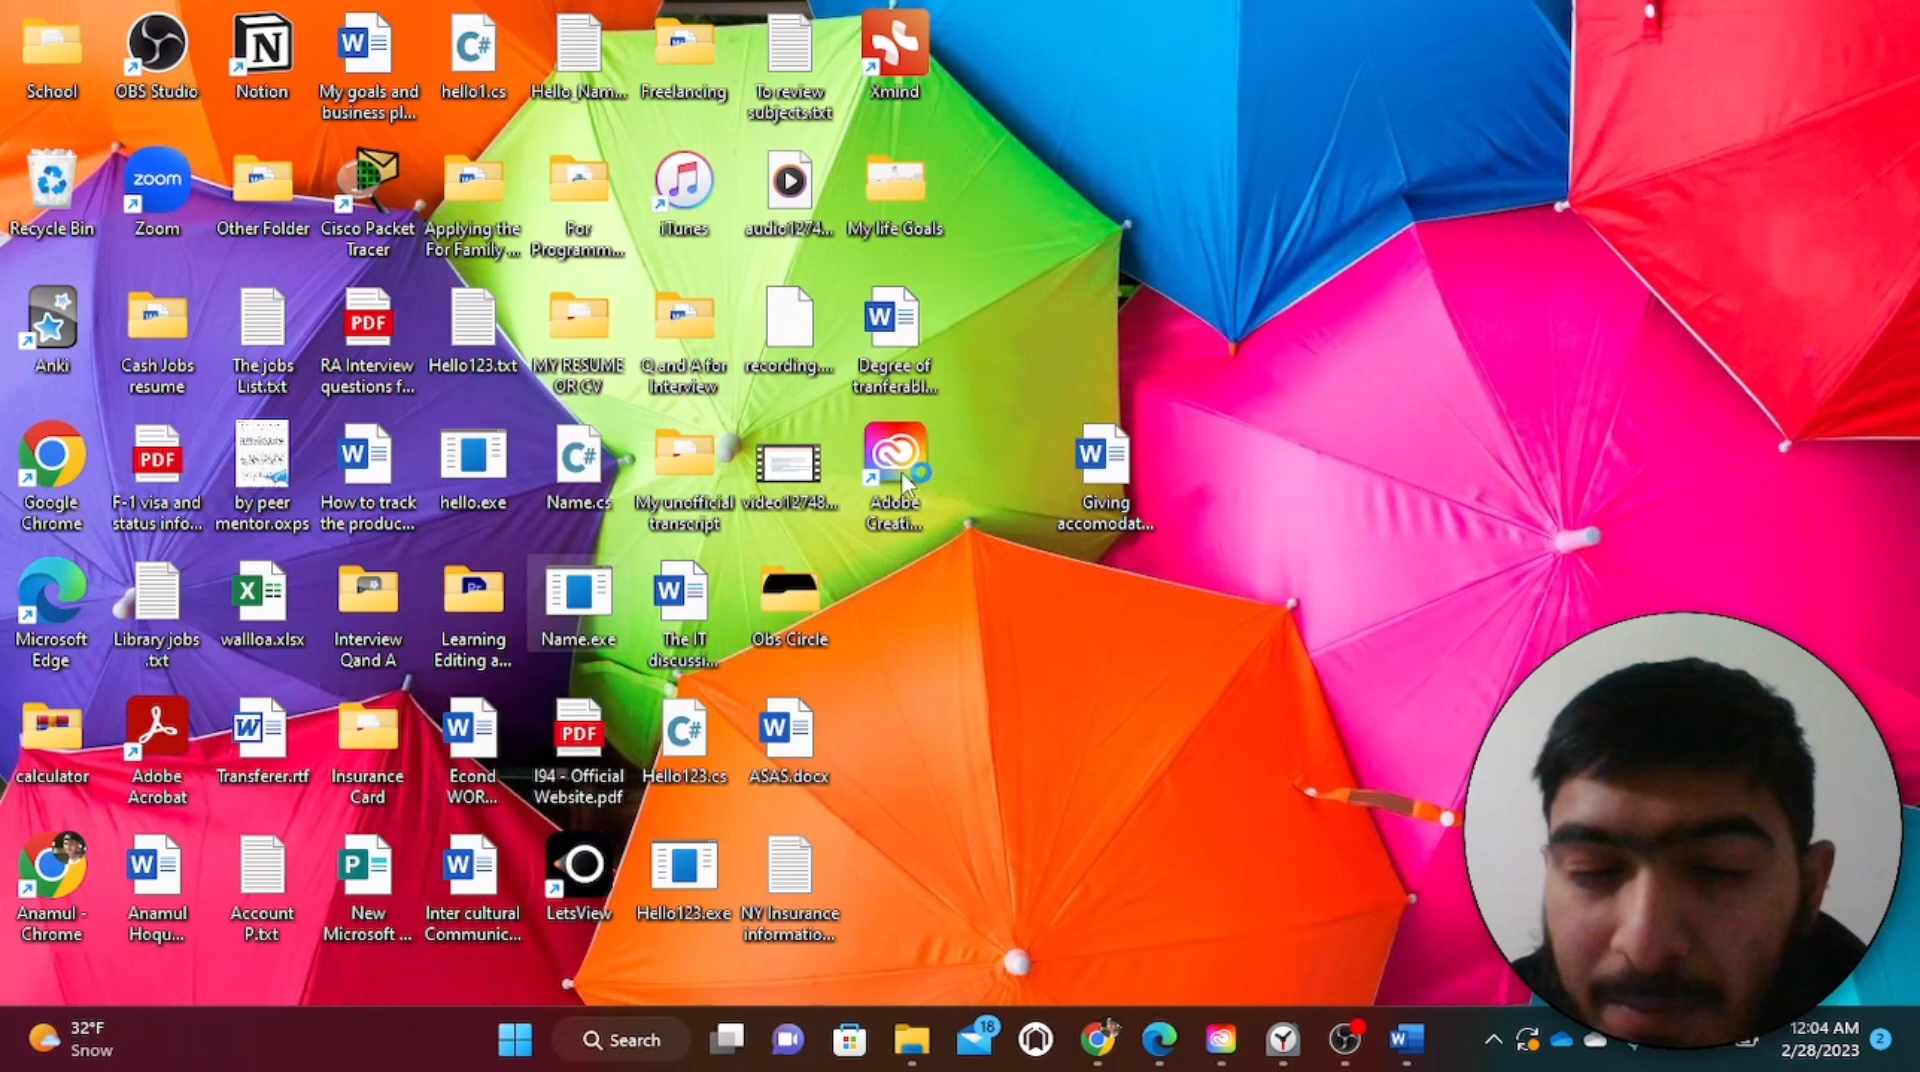 School
OBS Studio
Notion
My goals and
business pl...
hello1.cs
Hello_Nam...
Freelancing
To review
subjects.txt
Xmind
Recycle Bin
zoom
Zoom
Other Folder
Cisco Packet
Tracer
Applying the
For Family ...
For
Programm...
iTunes
audio1274...
My life Goals
Anki
Cash Jobs
resume
The jobs
List.txt
PDF
RA Interview
questions f...
Hello123.txt
MY RESUME
OR CV
Q and A for
Interview
recording....
Degree of
tranferabl...
Google
Chrome
PDF
F-1 visa and
status info...
by peer
mentor.oxps
How to track
the produc...
hello.exe
Name.cs
My unofficial
transcript
video12748...
Adobe
Creati...
Giving
accomodat...
Microsoft
Edge
Library jobs
.txt
wallloa.xlsx
Interview
Qand A
Learning
Editing a...
Name.exe
The IT
discussi...
Obs Circle
calculator
Adobe
Acrobat
Transferer.rtf
Insurance
Card
Econd
WOR...
PDF
I94 - Official
Website.pdf
Hello123.cs
ASAS.docx
Anamul -
Chrome
Anamul
Hoqu...
Account
P.txt
New
Microsoft ...
Inter cultural
Communic...
LetsView
Hello123.exe
NY Insurance
informatio...
32°F
Snow
Search
18
12:04 AM
2/28/2023
2